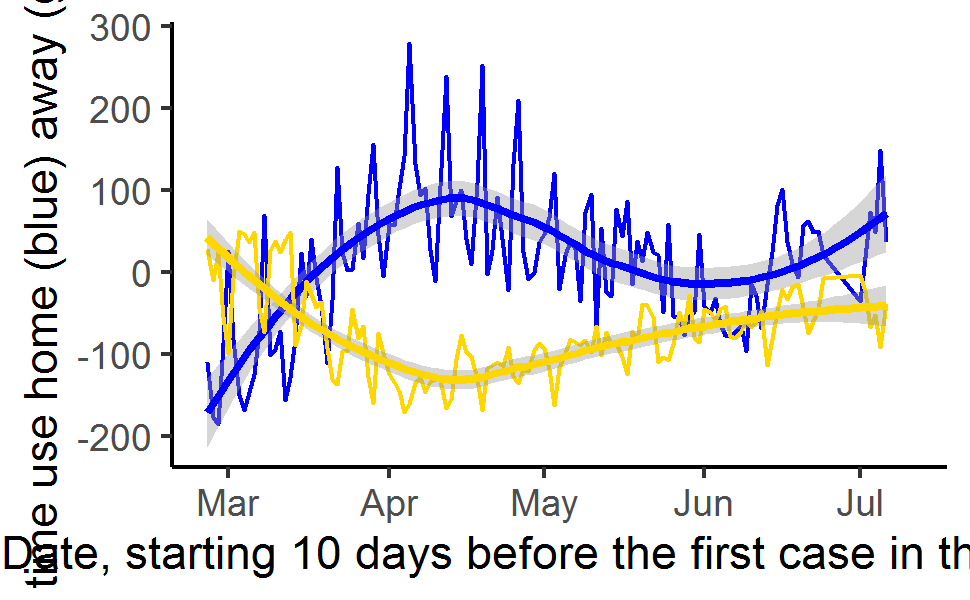 time use home (blue) away (
300
200
100
0
-100
-200
Mar Apr May Jun Jul
Date, starting 10 days before the first case in th